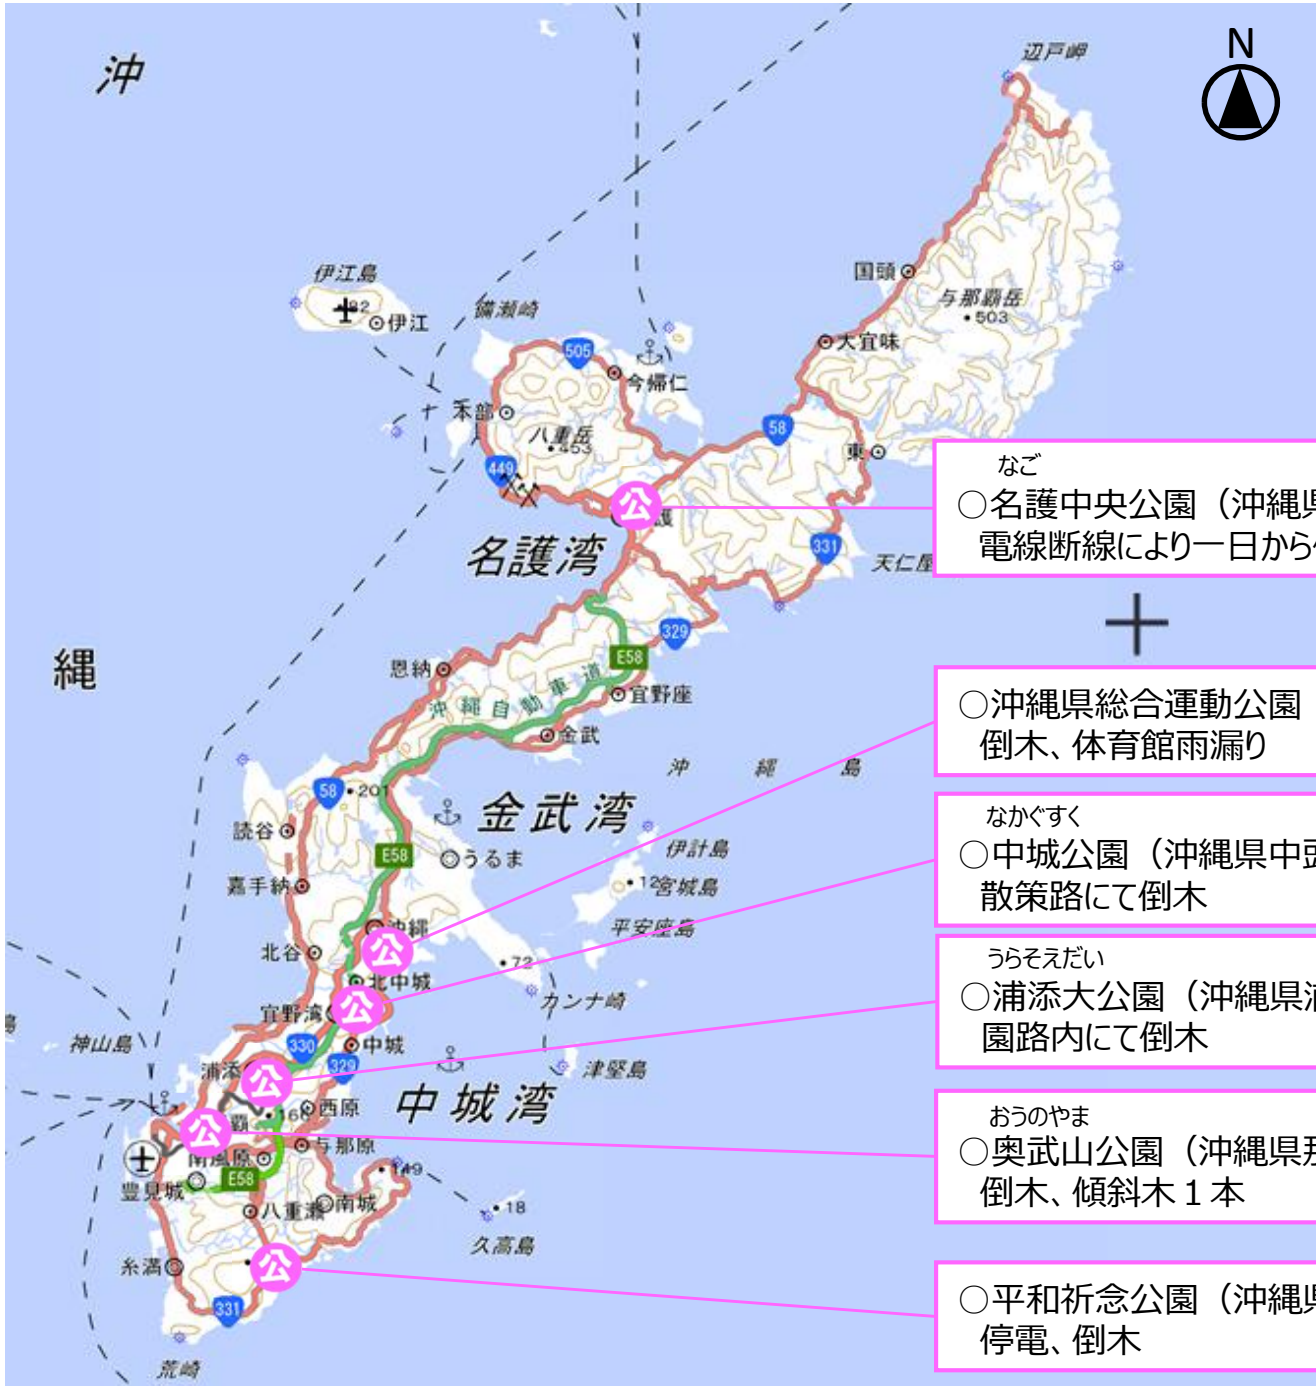 沖
縄
N
辺戸岬
伊江島
82
伊江
備瀬崎
国頭
与那覇岳
503
大宜味
505
今帰仁
本部
八重岳
453
58
東
449
護
名護湾
331
天仁屋
329
E58
恩納
沖縄自動車道
宜野座
金武
沖縄島
58
201
金武湾
読谷
E58
うるま
伊計島
12
宮城島
嘉手納
平安座島
沖縄
北谷
72
北中城
カンナ崎
宜野湾
神山島
330
中城
329
津堅島
浦添
中城湾
16
西原
覇
与那原
南風原
149
豊見城
E58
南城
八重瀬
18
久高島
糸満
331
荒崎
島
公
公
公
公
公
公
なご
○名護中央公園（沖縄県
電線断線により一日から
○沖縄県総合運動公園
倒木、体育館雨漏り
なかぐすく
○中城公園（沖縄県中
散策路にて倒木
うらそえだい
○浦添大公園（沖縄県
園路内にて倒木
おうのやま
○奥武山公園（沖縄県
倒木、傾斜木１本
○平和祈念公園（沖縄
停電、倒木